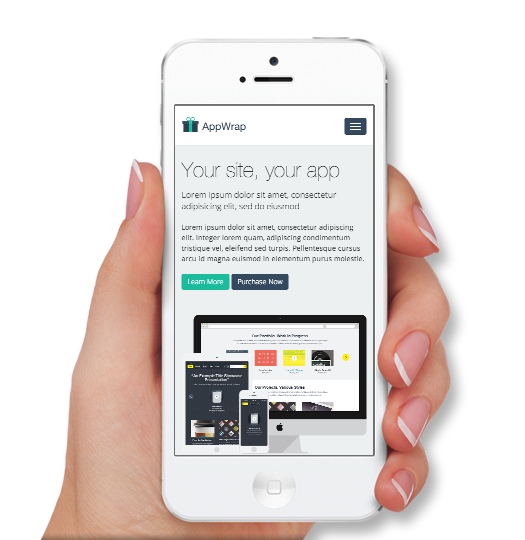 AppWrap
Your site, your app
Lorem ipsum dolor sit amet, consectetur
adipisicing elit, sed do eiusmod
Lorem ipsum dolor sit amet, consectetur adipiscing
elit. Integer lorem quam, adipiscing condimentum
tristique vel, eleifend sed turpis. Pellentesque cursus
arcu id magna euismod in elementum purus molestie.
Learn More
Purchase Now
Our Portfolio, Work In Progress
Our Projects, Various Styles